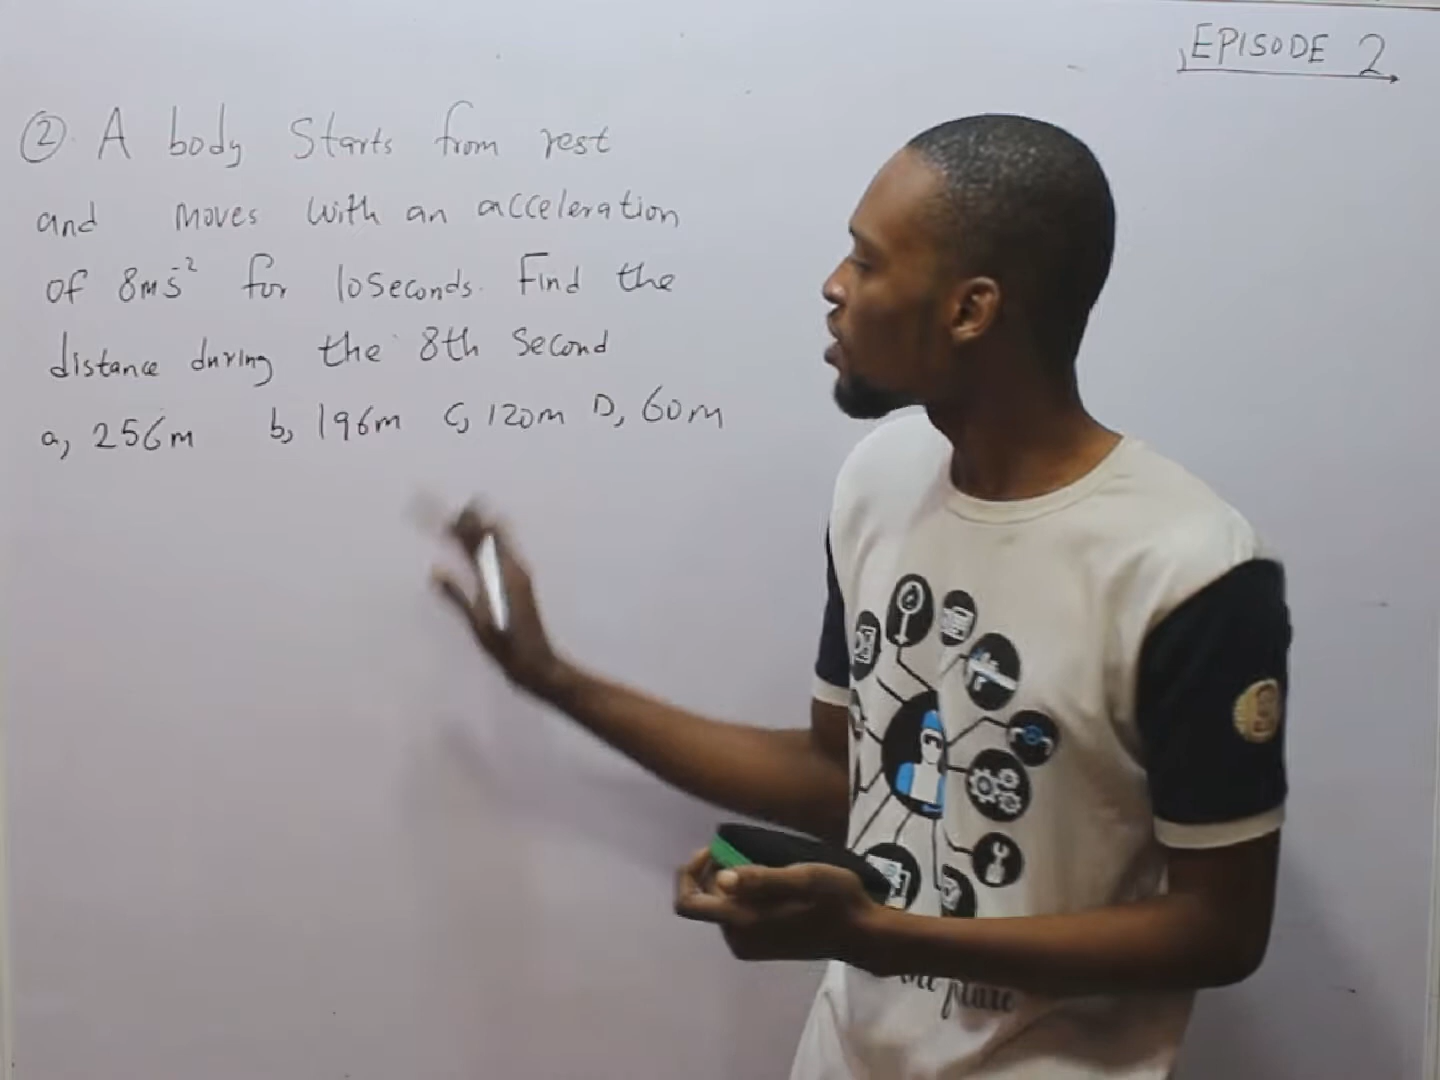 EPISODE 2
② A body Starts from rest
and moves with an acceleration
of 8ms⁻² for 10seconds. Find the
distance during the 8th Second
a, 256m b, 196m C, 120m D, 60m